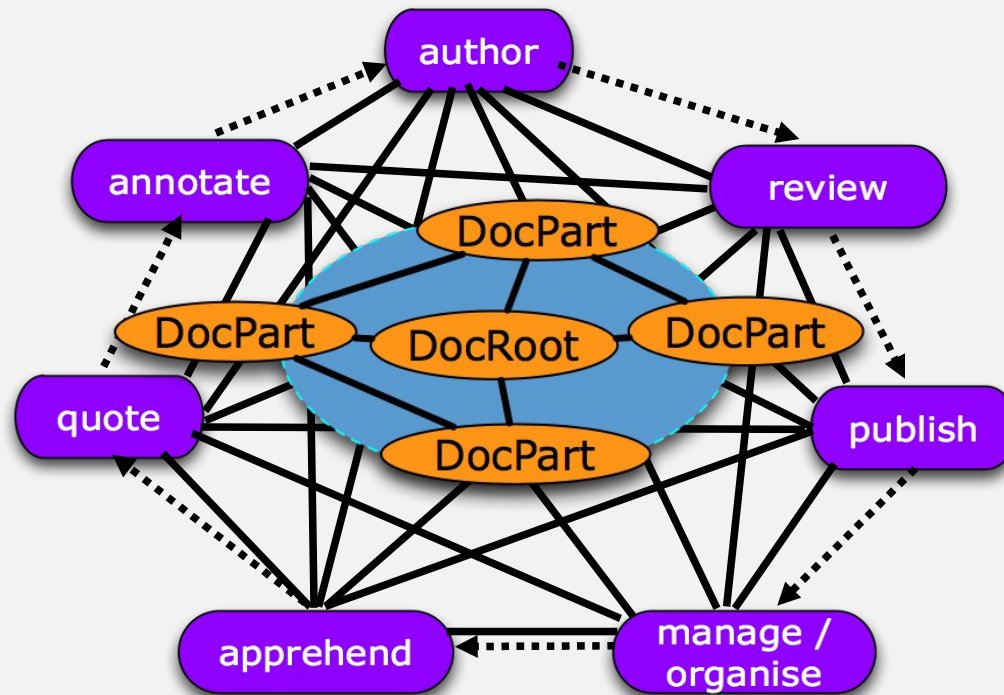 author
annotate
review
DocPart
DocPart
DocRoot
DocPart
quote
publish
DocPart
apprehend
manage /
organise